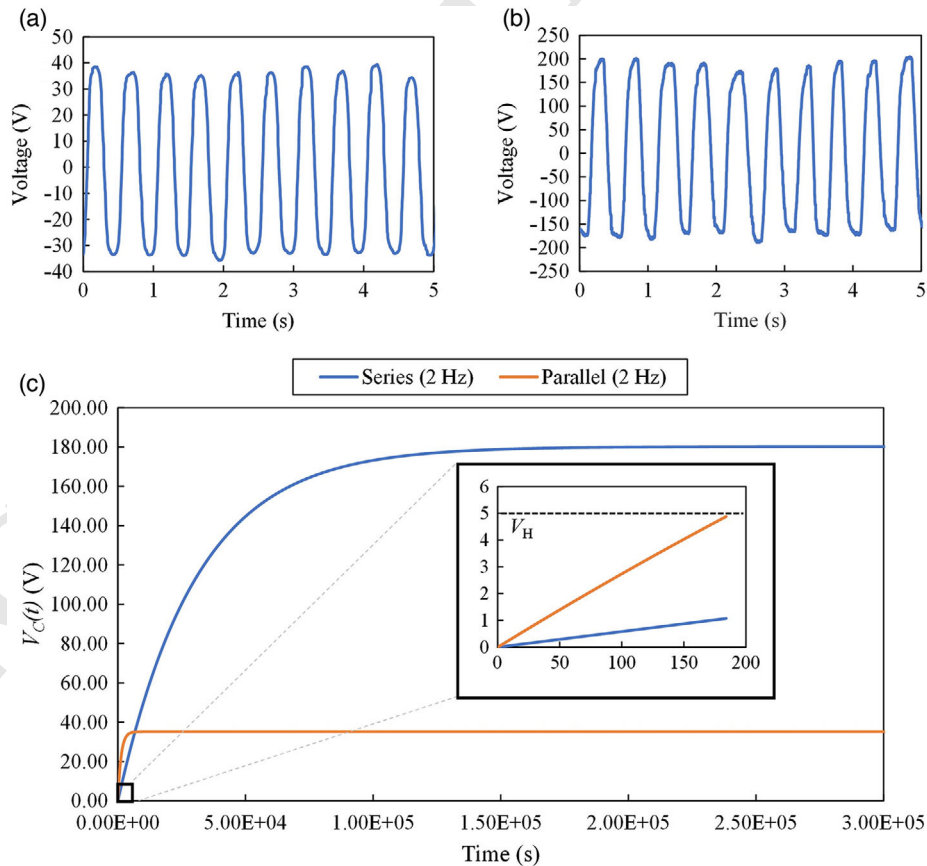 (a)
50
40
30
20
10
0
-10
-20
-30
-40
Voltage (V)
0 1 2 3 4 5
Time (s)
(b)
250
200
150
100
50
0
-50
-100
-150
-200
-250
Voltage (V)
0 1 2 3 4 5
Time (s)
(c)
Series (2 Hz) Parallel (2 Hz)
200.00
180.00
160.00
140.00
120.00
100.00
80.00
60.00
40.00
20.00
0.00
V_C(t) (V)
6
5
4
3
2
1
0
V_H
0 50 100 150 200
0.00E+00 5.00E+04 1.00E+05 1.50E+05 2.00E+05 2.50E+05 3.00E+05
Time (s)